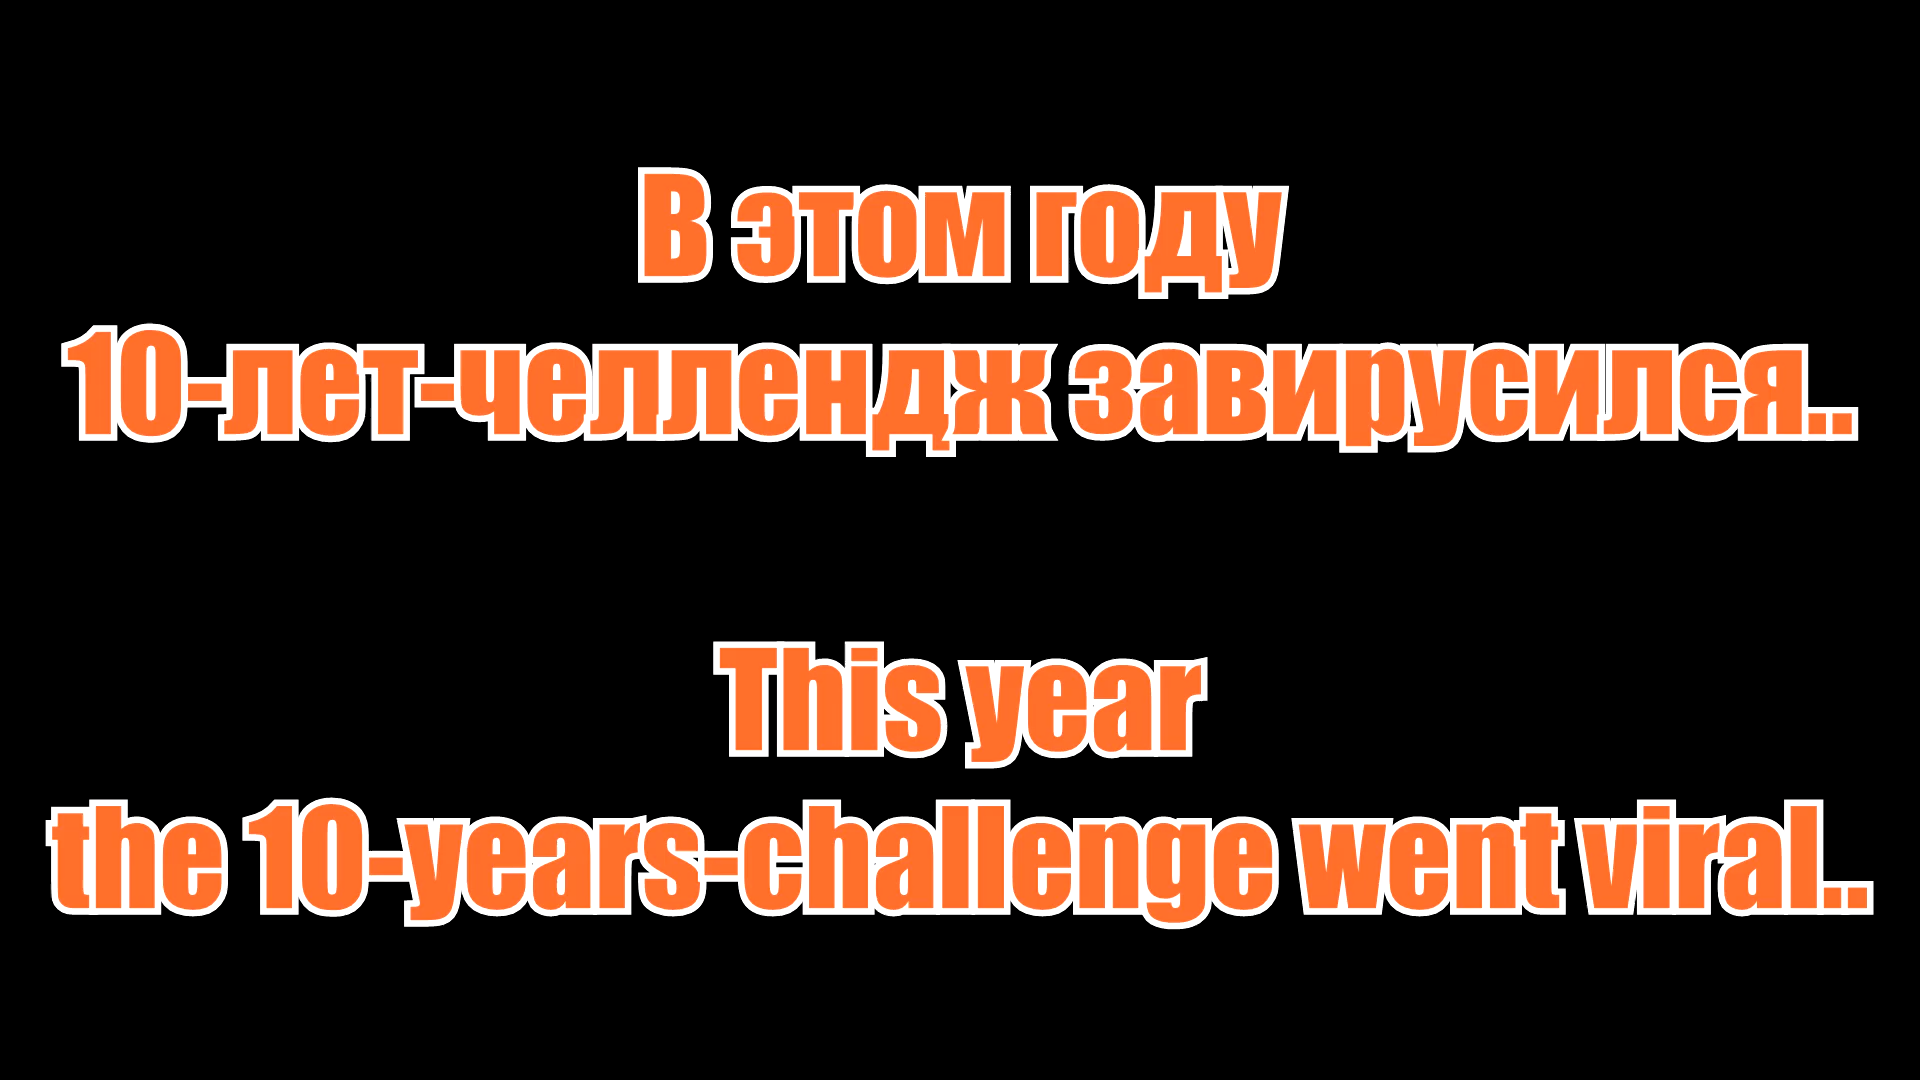 В этом году
10-лет-челлендж завирусился..
This year
the 10-years-challenge went viral..